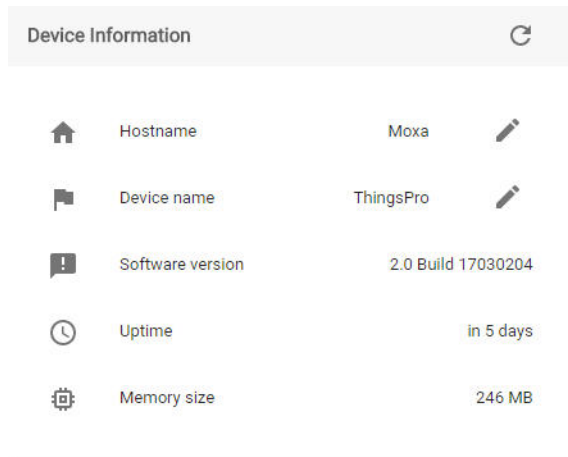 Device Information
Hostname Moxa
Device name ThingsPro
Software version 2.0 Build 17030204
Uptime in 5 days
Memory size 246 MB